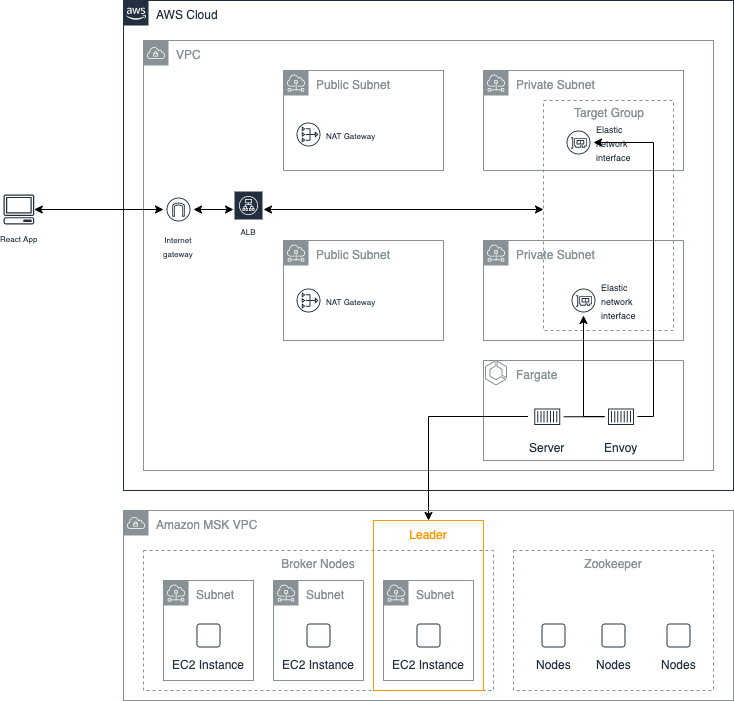 aws
AWS Cloud
VPC
Public Subnet
Private Subnet
Target Group
NAT Gateway
Elastic
network
interface
React App
Internet
gateway
ALB
Public Subnet
Private Subnet
NAT Gateway
Elastic
network
interface
Fargate
Server
Envoy
Amazon MSK VPC
Leader
Broker Nodes
Zookeeper
Subnet
Subnet
Subnet
EC2 Instance
EC2 Instance
EC2 Instance
Nodes
Nodes
Nodes